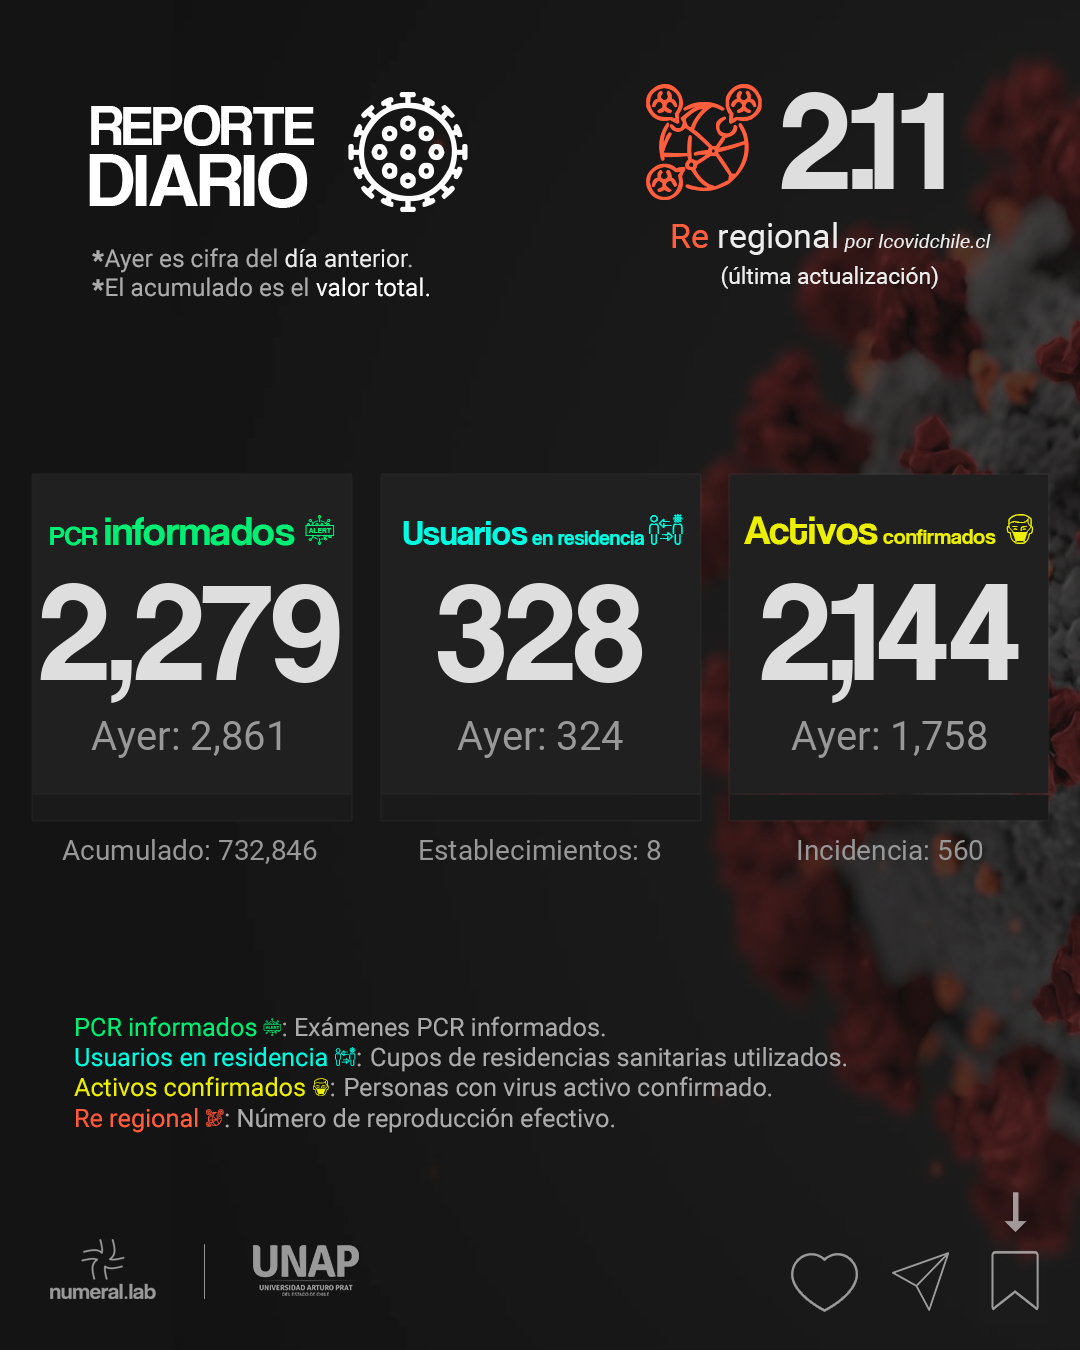 REPORTE
DIARIO
*Ayer es cifra del día anterior.
*El acumulado es el valor total.
2.11
Re regional por Icovidchile.cl
(última actualización)
PCR informados ALERT
2,279
Ayer: 2,861
Acumulado: 732,846
Usuarios en residencia
328
Ayer: 324
Establecimientos: 8
Activos confirmados
2,144
Ayer: 1,758
Incidencia: 560
PCR informados ALERT: Exámenes PCR informados.
Usuarios en residencia : Cupos de residencias sanitarias utilizados.
Activos confirmados : Personas con virus activo confirmado.
Re regional : Número de reproducción efectivo.
numeral.lab
UNAP
UNIVERSIDAD ARTURO PRAT
DEL ESTADO DE CHILE